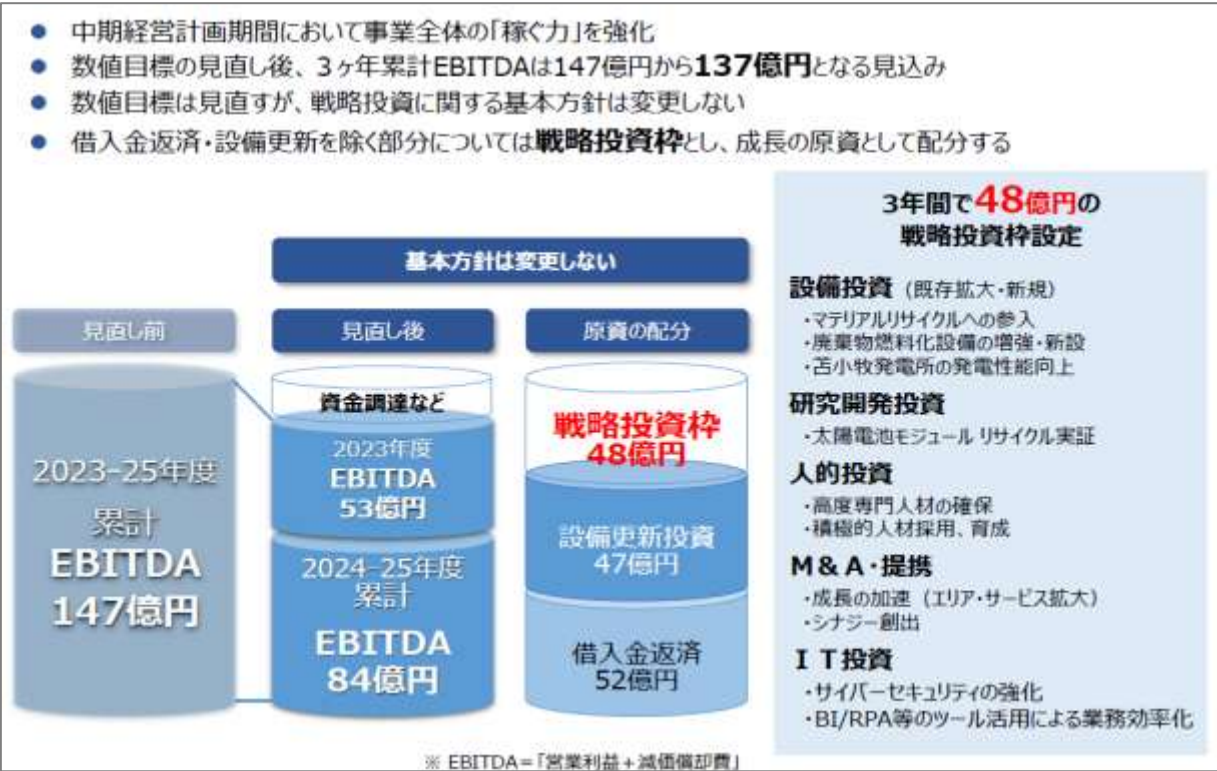 ● 中期経営計画期間において事業全体の「稼ぐ力」を強化
● 数値目標の見直し後、3ヶ年累計EBITDAは147億円から137億円となる見込み
● 数値目標は見直すが、戦略投資に関する基本方針は変更しない
● 借入金返済・設備更新を除く部分については戦略投資枠とし、成長の原資として配分する
基本方針は変更しない
見直し前
見直し後
原資の配分
2023–25年度
累計
EBITDA
147億円
資金調達など
2023年度
EBITDA
53億円
2024–25年度
累計
EBITDA
84億円
戦略投資枠
48億円
設備更新投資
47億円
借入金返済
52億円
3年間で48億円の
戦略投資枠設定
設備投資（既存拡大・新規）
・マテリアルリサイクルへの参入
・廃棄物燃料化設備の増強・新設
・苫小牧発電所の発電性能向上
研究開発投資
・太陽電池モジュール リサイクル実証
人的投資
・高度専門人材の確保
・積極的人材採用、育成
M＆A・提携
・成長の加速（エリア・サービス拡大）
・シナジー創出
ＩＴ投資
・サイバーセキュリティの強化
・BI/RPA等のツール活用による業務効率化
※ EBITDA＝「営業利益＋減価償却費」